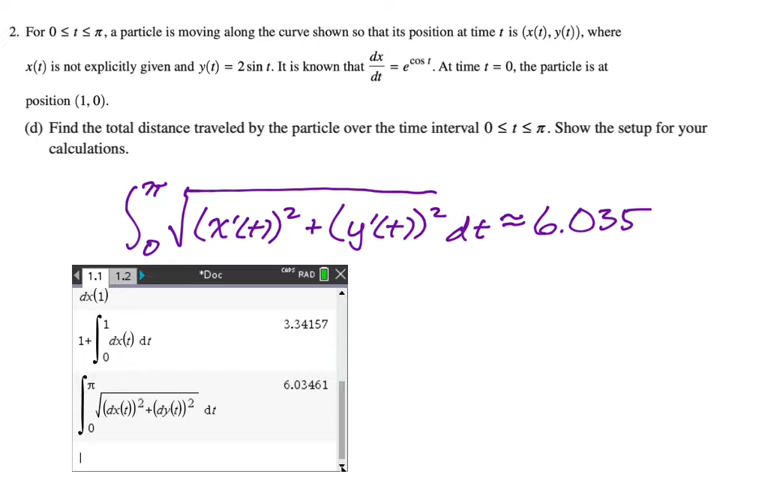 2. For 0 ≤ t ≤ π, a particle is moving along the curve shown so that its position at time t is (x(t), y(t)), where
x(t) is not explicitly given and y(t) = 2 sin t. It is known that dx/dt = e^(cos t). At time t = 0, the particle is at
position (1, 0).
(d) Find the total distance traveled by the particle over the time interval 0 ≤ t ≤ π. Show the setup for your
calculations.
∫₀^π √((x'(t))² + (y'(t))²) dt ≈ 6.035
1.1 1.2 *Doc CAPS RAD
dx(1)
1+∫₀¹ dx(t) dt 3.34157
∫₀^π √((dx(t))²+(dy(t))²) dt 6.03461